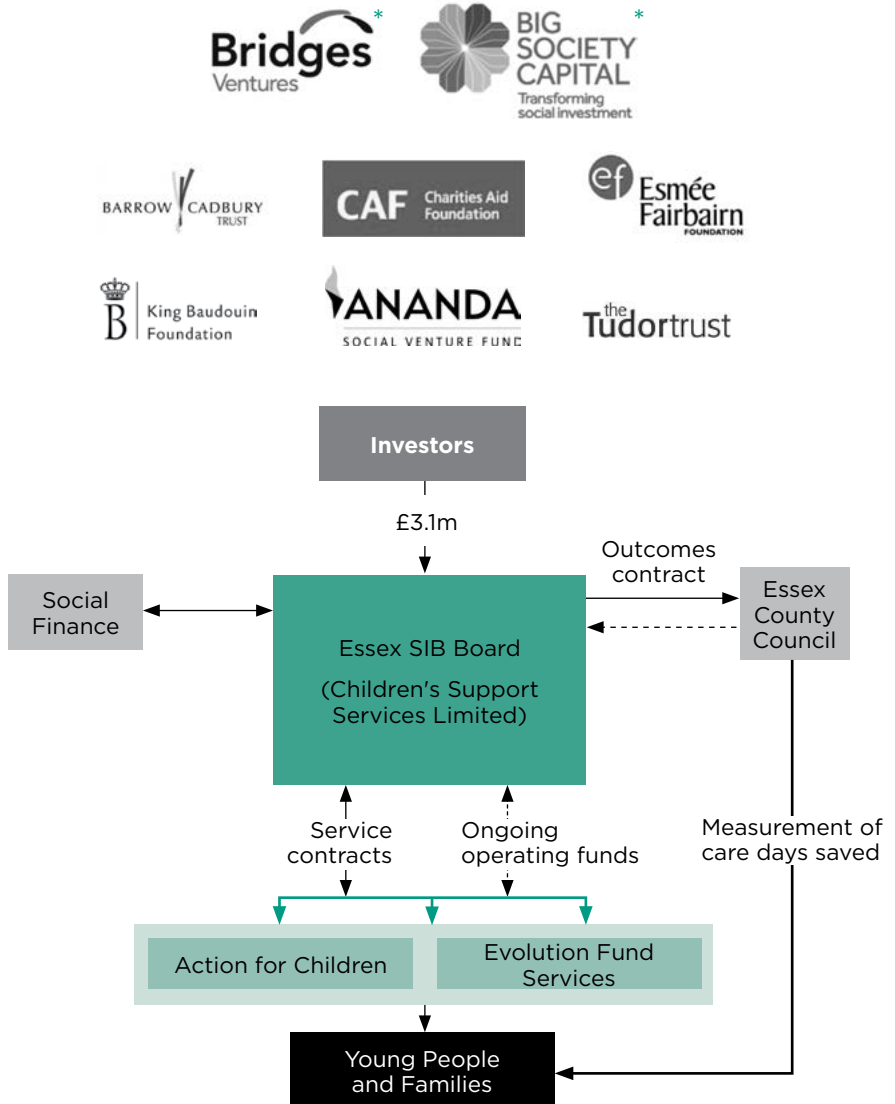 Bridges *
Ventures
BIG *
SOCIETY
CAPITAL
Transforming
social investment
BARROW CADBURY
TRUST
CAF Charities Aid
Foundation
ef Esmée
Fairbairn
FOUNDATION
B King Baudouin
Foundation
ANANDA
SOCIAL VENTURE FUND
the
Tudortrust
Investors
£3.1m
Outcomes
contract
Social
Finance
Essex SIB Board
(Children's Support
Services Limited)
Essex
County
Council
Service
contracts
Ongoing
operating funds
Measurement of
care days saved
Action for Children
Evolution Fund
Services
Young People
and Families